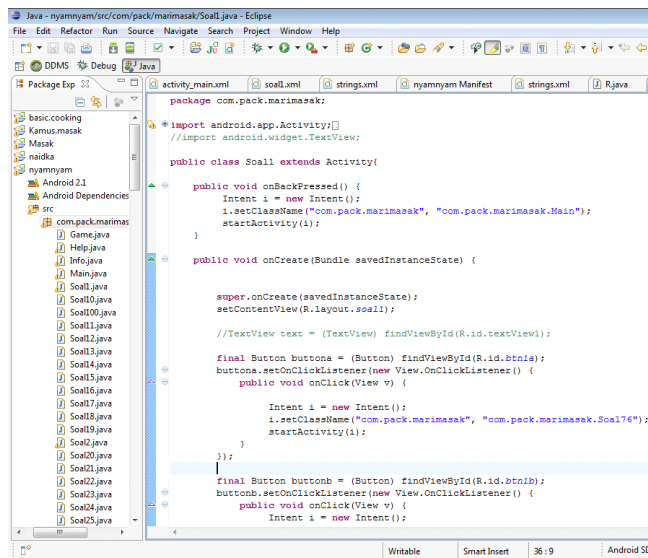 Java - nyamnyam/src/com/pack/marimasak/Soal1.java - Eclipse
File Edit Refactor Run Source Navigate Search Project Window Help
DDMS Debug Java
Package Exp
activity_main.xml soal1.xml strings.xml nyamnyam Manifest strings.xml R.java
basic.cooking
Kamus.masak
Masak
naidka
nyamnyam
Android 2.1
Android Dependencies
src
com.pack.marimas
Game.java
Help.java
Info.java
Main.java
Soal1.java
Soal10.java
Soal100.java
Soal11.java
Soal12.java
Soal13.java
Soal14.java
Soal15.java
Soal16.java
Soal17.java
Soal18.java
Soal19.java
Soal2.java
Soal20.java
Soal21.java
Soal22.java
Soal23.java
Soal24.java
Soal25.java
package com.pack.marimasak;
import android.app.Activity;
//import android.widget.TextView;
public class Soal1 extends Activity{
public void onBackPressed() {
Intent i = new Intent();
i.setClassName("com.pack.marimasak", "com.pack.marimasak.Main");
startActivity(i);
}
public void onCreate(Bundle savedInstanceState) {
super.onCreate(savedInstanceState);
setContentView(R.layout.soal1);
//TextView text = (TextView) findViewById(R.id.textView1);
final Button buttona = (Button) findViewById(R.id.btn1a);
buttona.setOnClickListener(new View.OnClickListener() {
public void onClick(View v) {
Intent i = new Intent();
i.setClassName("com.pack.marimasak", "com.pack.marimasak.Soal76");
startActivity(i);
}
});
final Button buttonb = (Button) findViewById(R.id.btn1b);
buttonb.setOnClickListener(new View.OnClickListener() {
public void onClick(View v) {
Intent i = new Intent();
Writable Smart Insert 36 : 9 Android SD